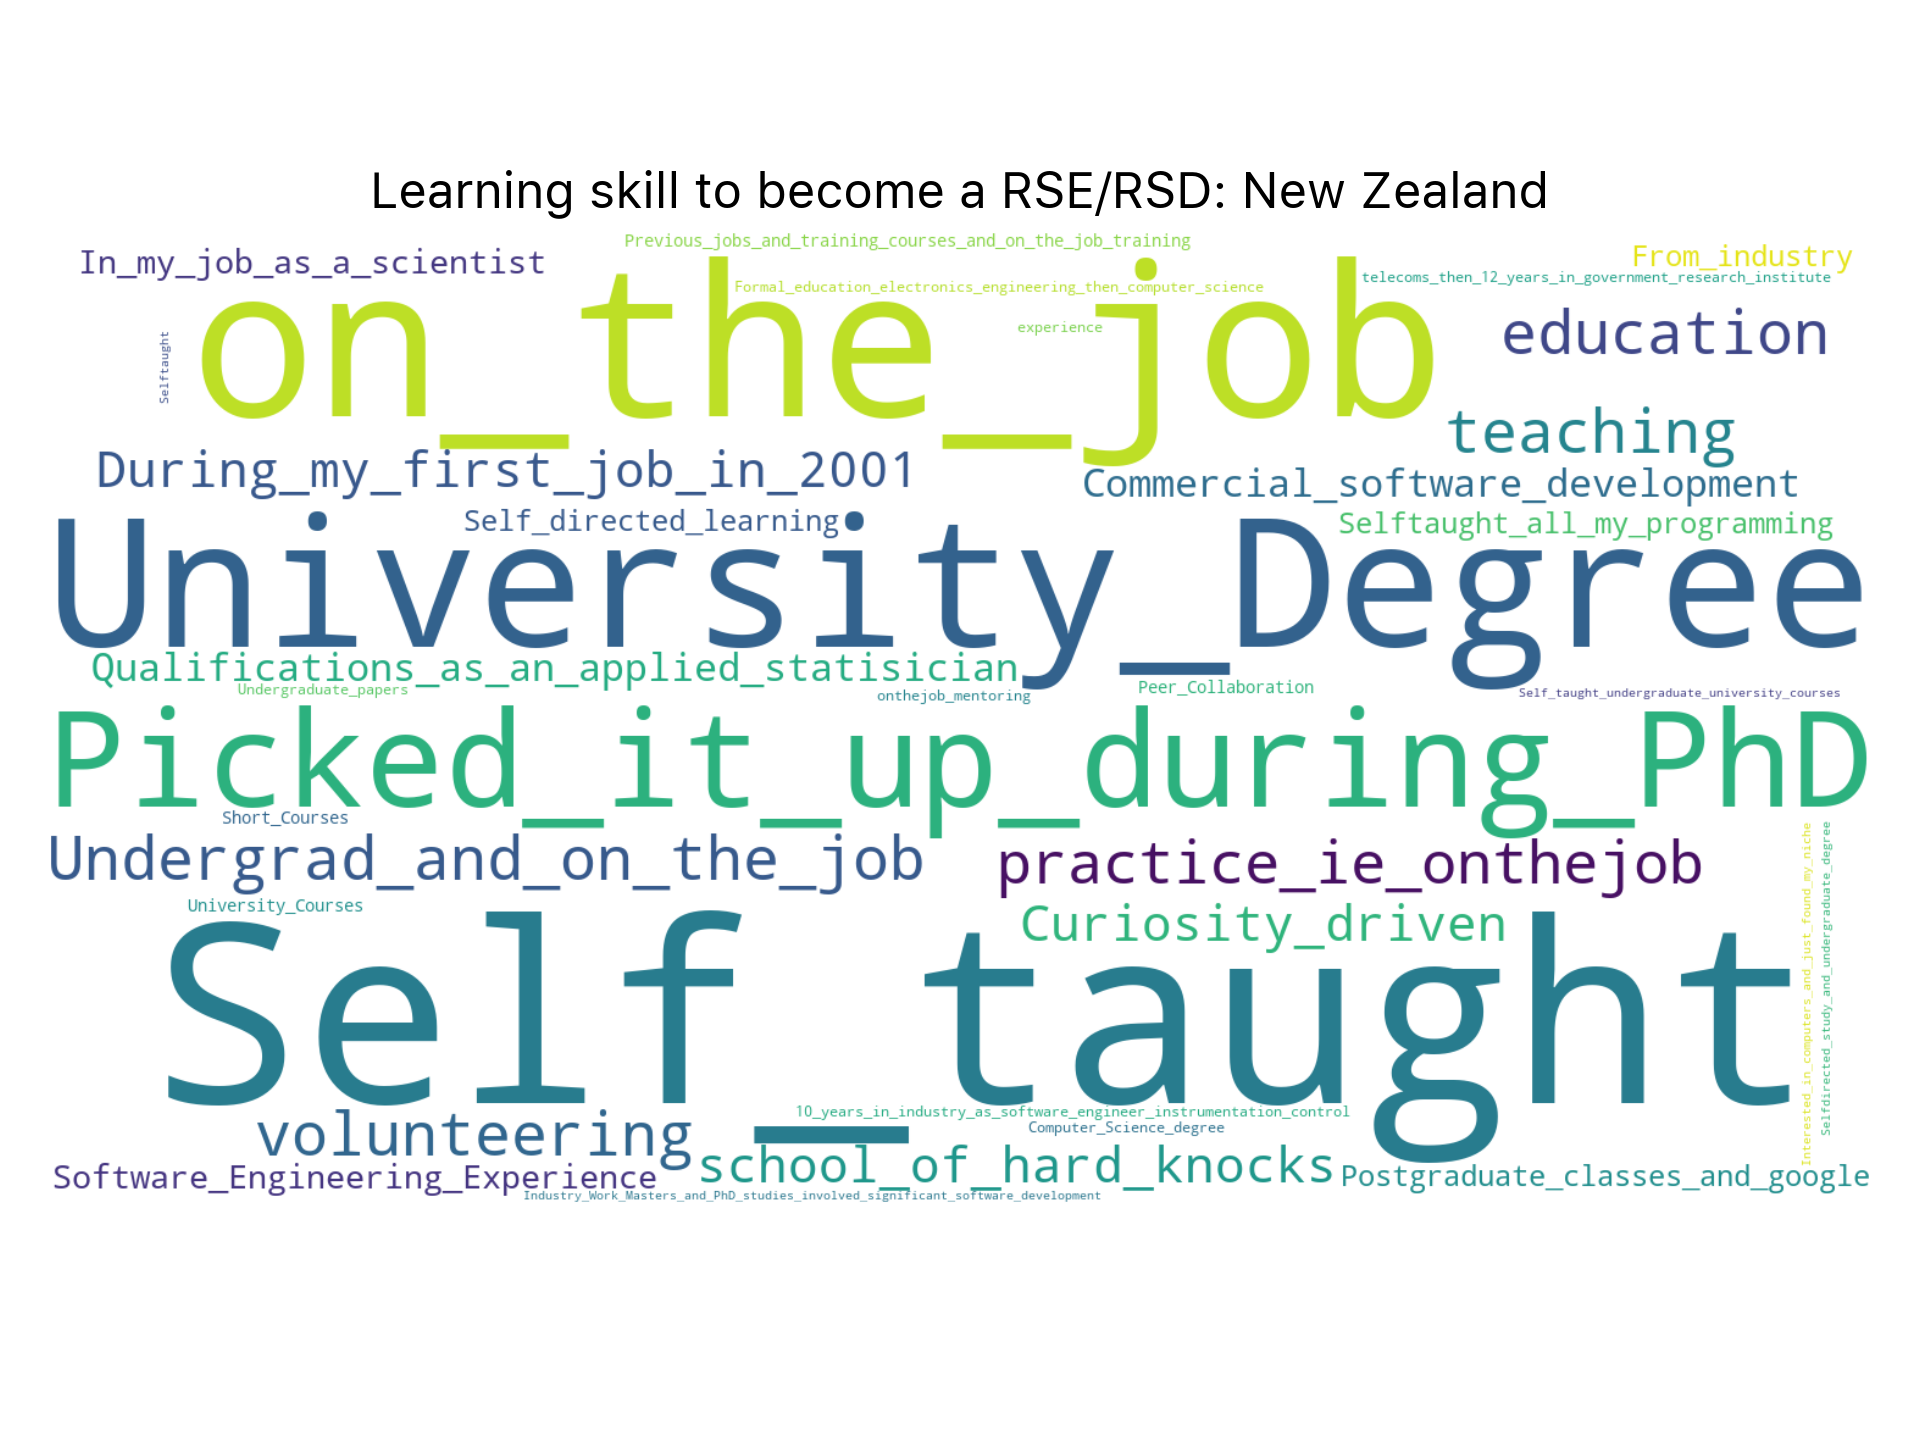 Learning skill to become a RSE/RSD: New Zealand
Previous_jobs_and_training_courses_and_on_the_job_training
In_my_job_as_a_scientist
From_industry
telecoms_then_12_years_in_government_research_institute
Formal_education_electronics_engineering_then_computer_science
experience
on_the_job
education
Selftaught
teaching
During_my_first_job_in_2001
Commercial_software_development
Self_directed_learning
Selftaught_all_my_programming
University_Degree
Qualifications_as_an_applied_statisician
Undergraduate_papers
onthejob_mentoring
Peer_Collaboration
Self_taught_undergraduate_university_courses
Picked_it_up_during_PhD
Short_Courses
Undergrad_and_on_the_job
practice_ie_onthejob
University_Courses
Curiosity_driven
Interested_in_computers_and_just_found_my_niche
Selfdirected_study_and_undergraduate_degree
Self_taught
10_years_in_industry_as_software_engineer_instrumentation_control
Computer_Science_degree
volunteering
school_of_hard_knocks
Software_Engineering_Experience
Postgraduate_classes_and_google
Industry_Work_Masters_and_PhD_studies_involved_significant_software_development